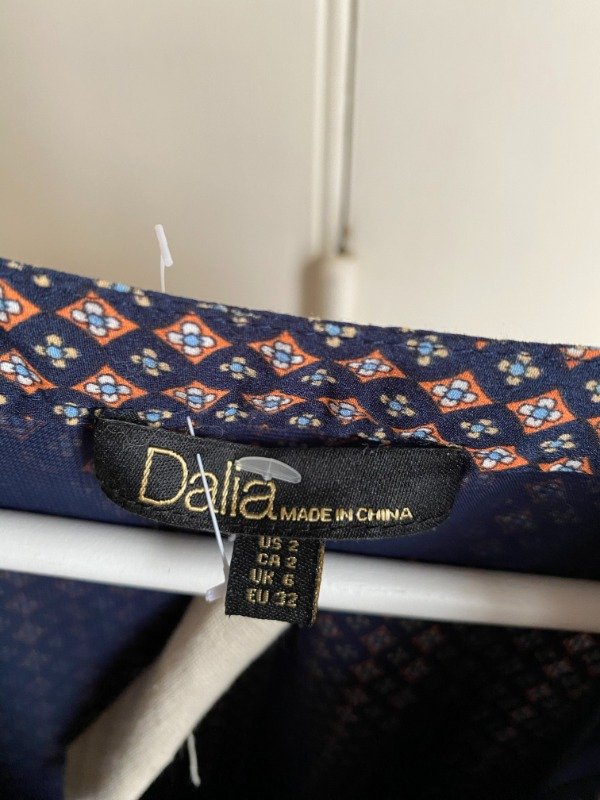 Dalia MADE IN CHINA
US 2
CA 2
UK 6
EU 32